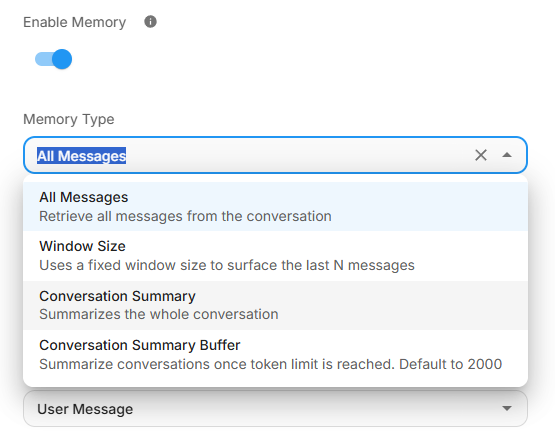 Enable Memory
Memory Type
All Messages
All Messages
Retrieve all messages from the conversation
Window Size
Uses a fixed window size to surface the last N messages
Conversation Summary
Summarizes the whole conversation
Conversation Summary Buffer
Summarize conversations once token limit is reached. Default to 2000
User Message